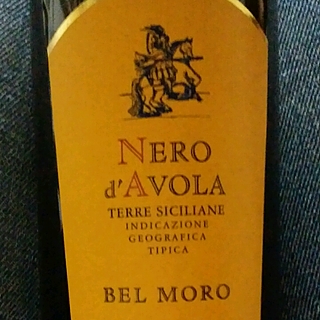 NERO
d'AVOLA
TERRE SICILIANE
INDICAZIONE
GEOGRAFICA
TIPICA
BEL MORO